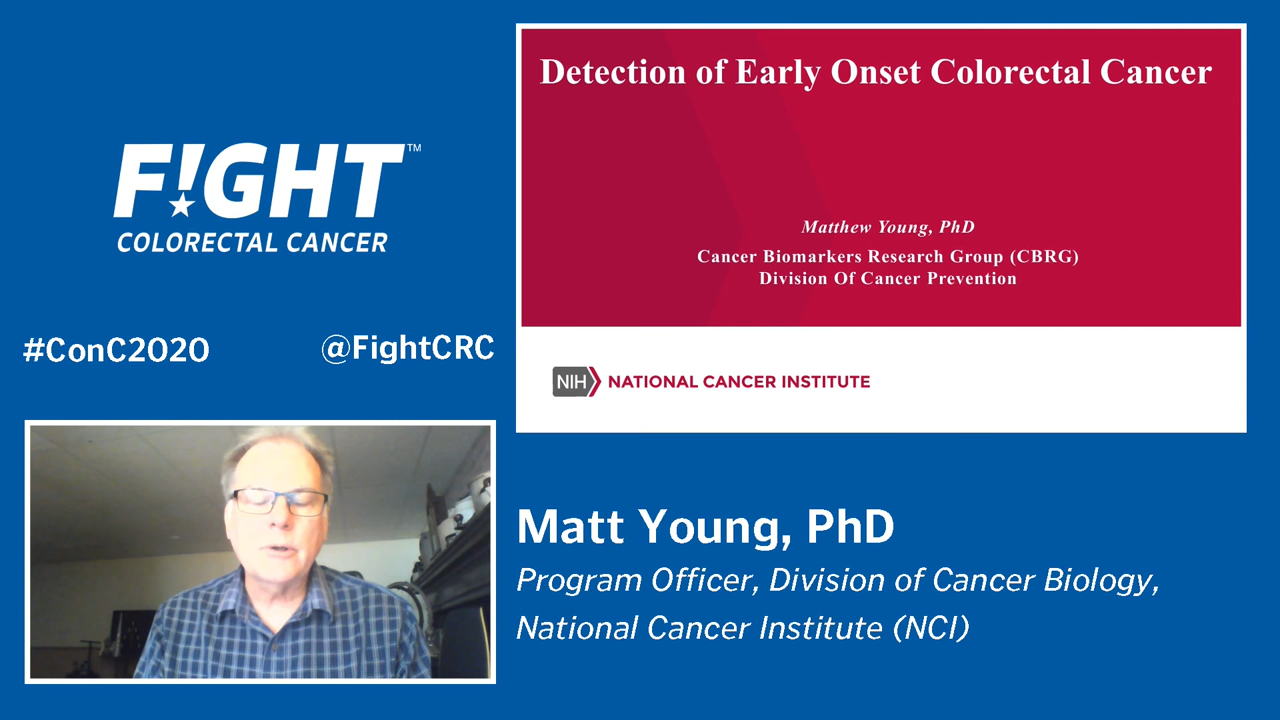 F!GHT™
COLORECTAL CANCER
#ConC2020
@FightCRC
Detection of Early Onset Colorectal Cancer
Matthew Young, PhD
Cancer Biomarkers Research Group (CBRG)
Division Of Cancer Prevention
NIH NATIONAL CANCER INSTITUTE
Matt Young, PhD
Program Officer, Division of Cancer Biology,
National Cancer Institute (NCI)